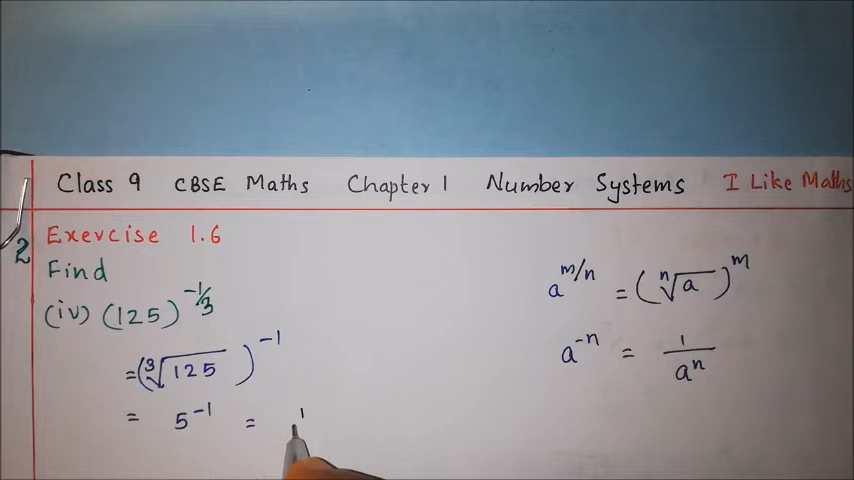 Class 9 CBSE Maths Chapter 1 Number Systems I Like Maths
2 Exercise 1.6
Find
(iv) (125)^{-1/3}
= (∛125)^{-1}
= 5^{-1} = 1
a^{m/n} = (ⁿ√a)^m
a^{-n} = 1/a^n